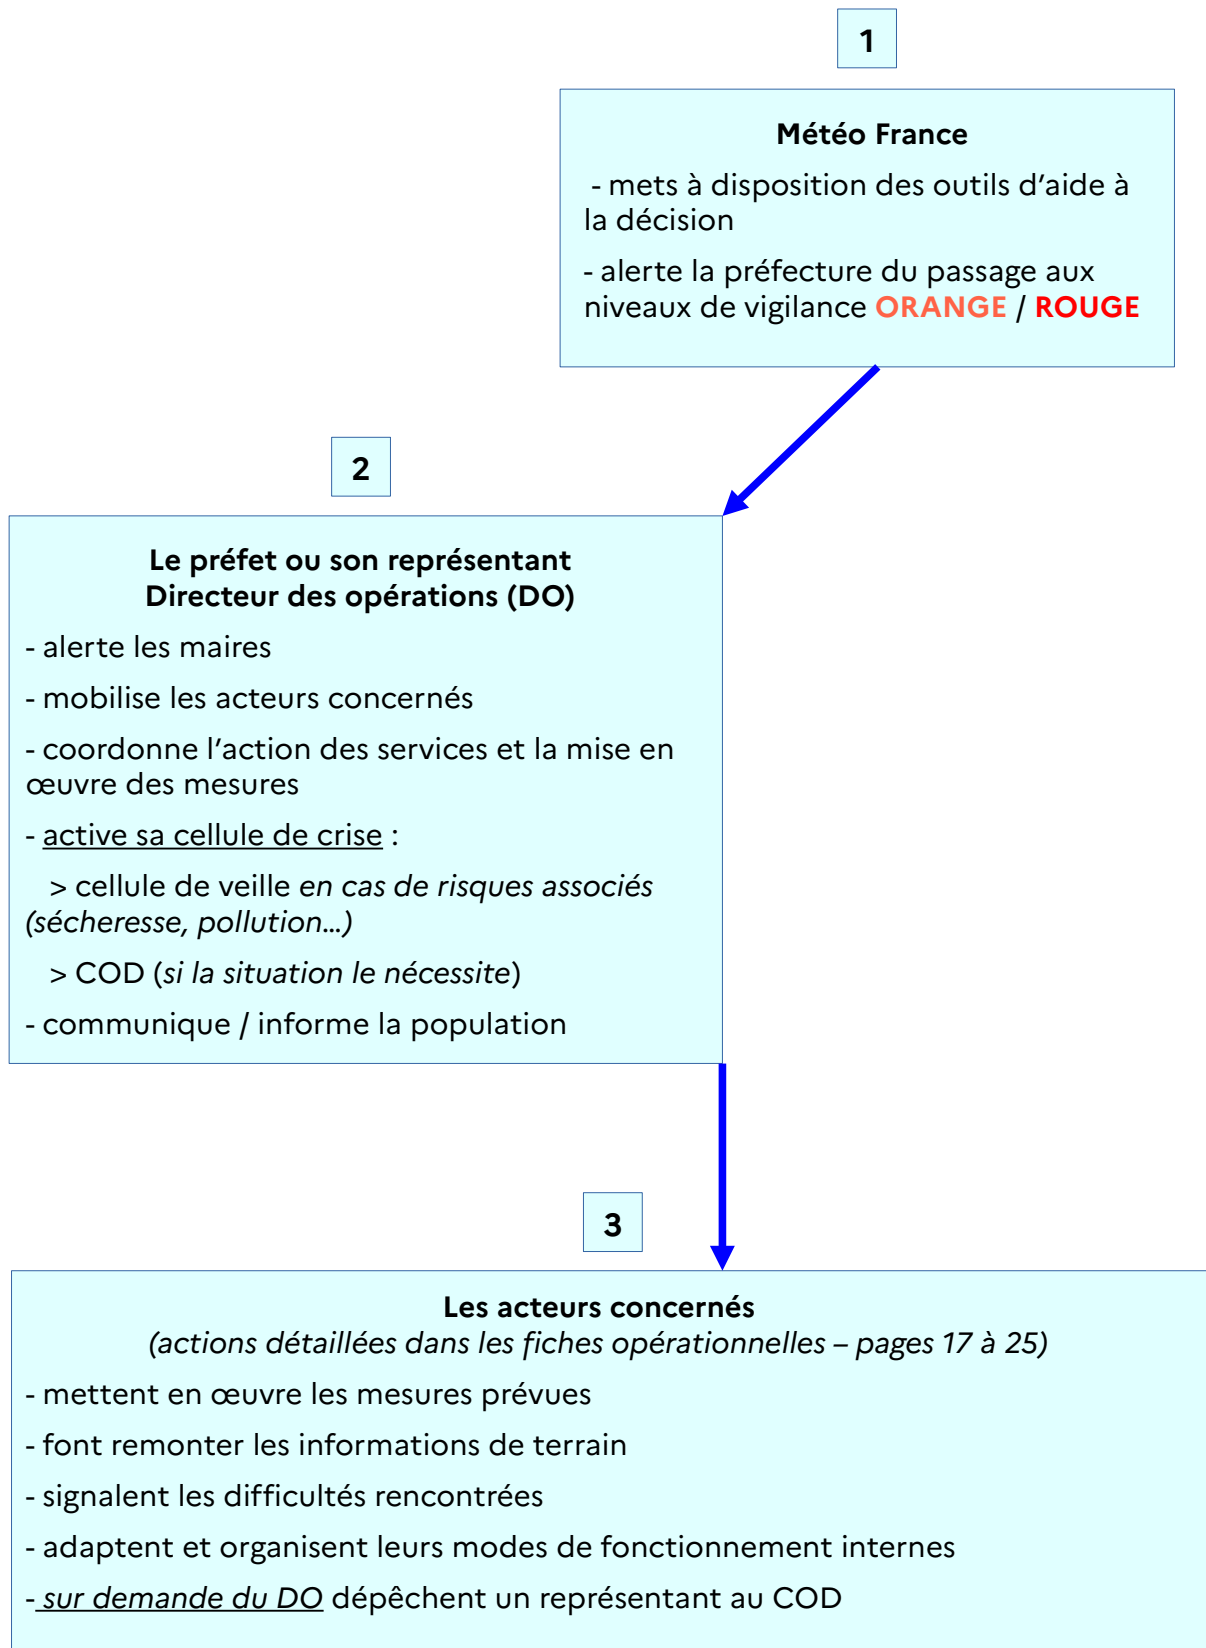 1
Météo France
- mets à disposition des outils d’aide à
la décision
- alerte la préfecture du passage aux
niveaux de vigilance ORANGE / ROUGE
2
Le préfet ou son représentant
Directeur des opérations (DO)
- alerte les maires
- mobilise les acteurs concernés
- coordonne l’action des services et la mise en
œuvre des mesures
- active sa cellule de crise :
> cellule de veille en cas de risques associés
(sécheresse, pollution…)
> COD (si la situation le nécessite)
- communique / informe la population
3
Les acteurs concernés
(actions détaillées dans les fiches opérationnelles – pages 17 à 25)
- mettent en œuvre les mesures prévues
- font remonter les informations de terrain
- signalent les difficultés rencontrées
- adaptent et organisent leurs modes de fonctionnement internes
- sur demande du DO dépêchent un représentant au COD